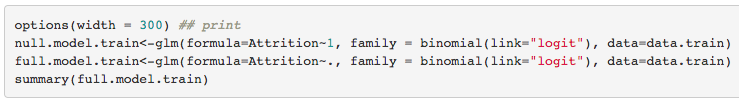 options(width = 300) ## print
null.model.train<-glm(formula=Attrition~1, family = binomial(link="logit"), data=data.train)
full.model.train<-glm(formula=Attrition~., family = binomial(link="logit"), data=data.train)
summary(full.model.train)